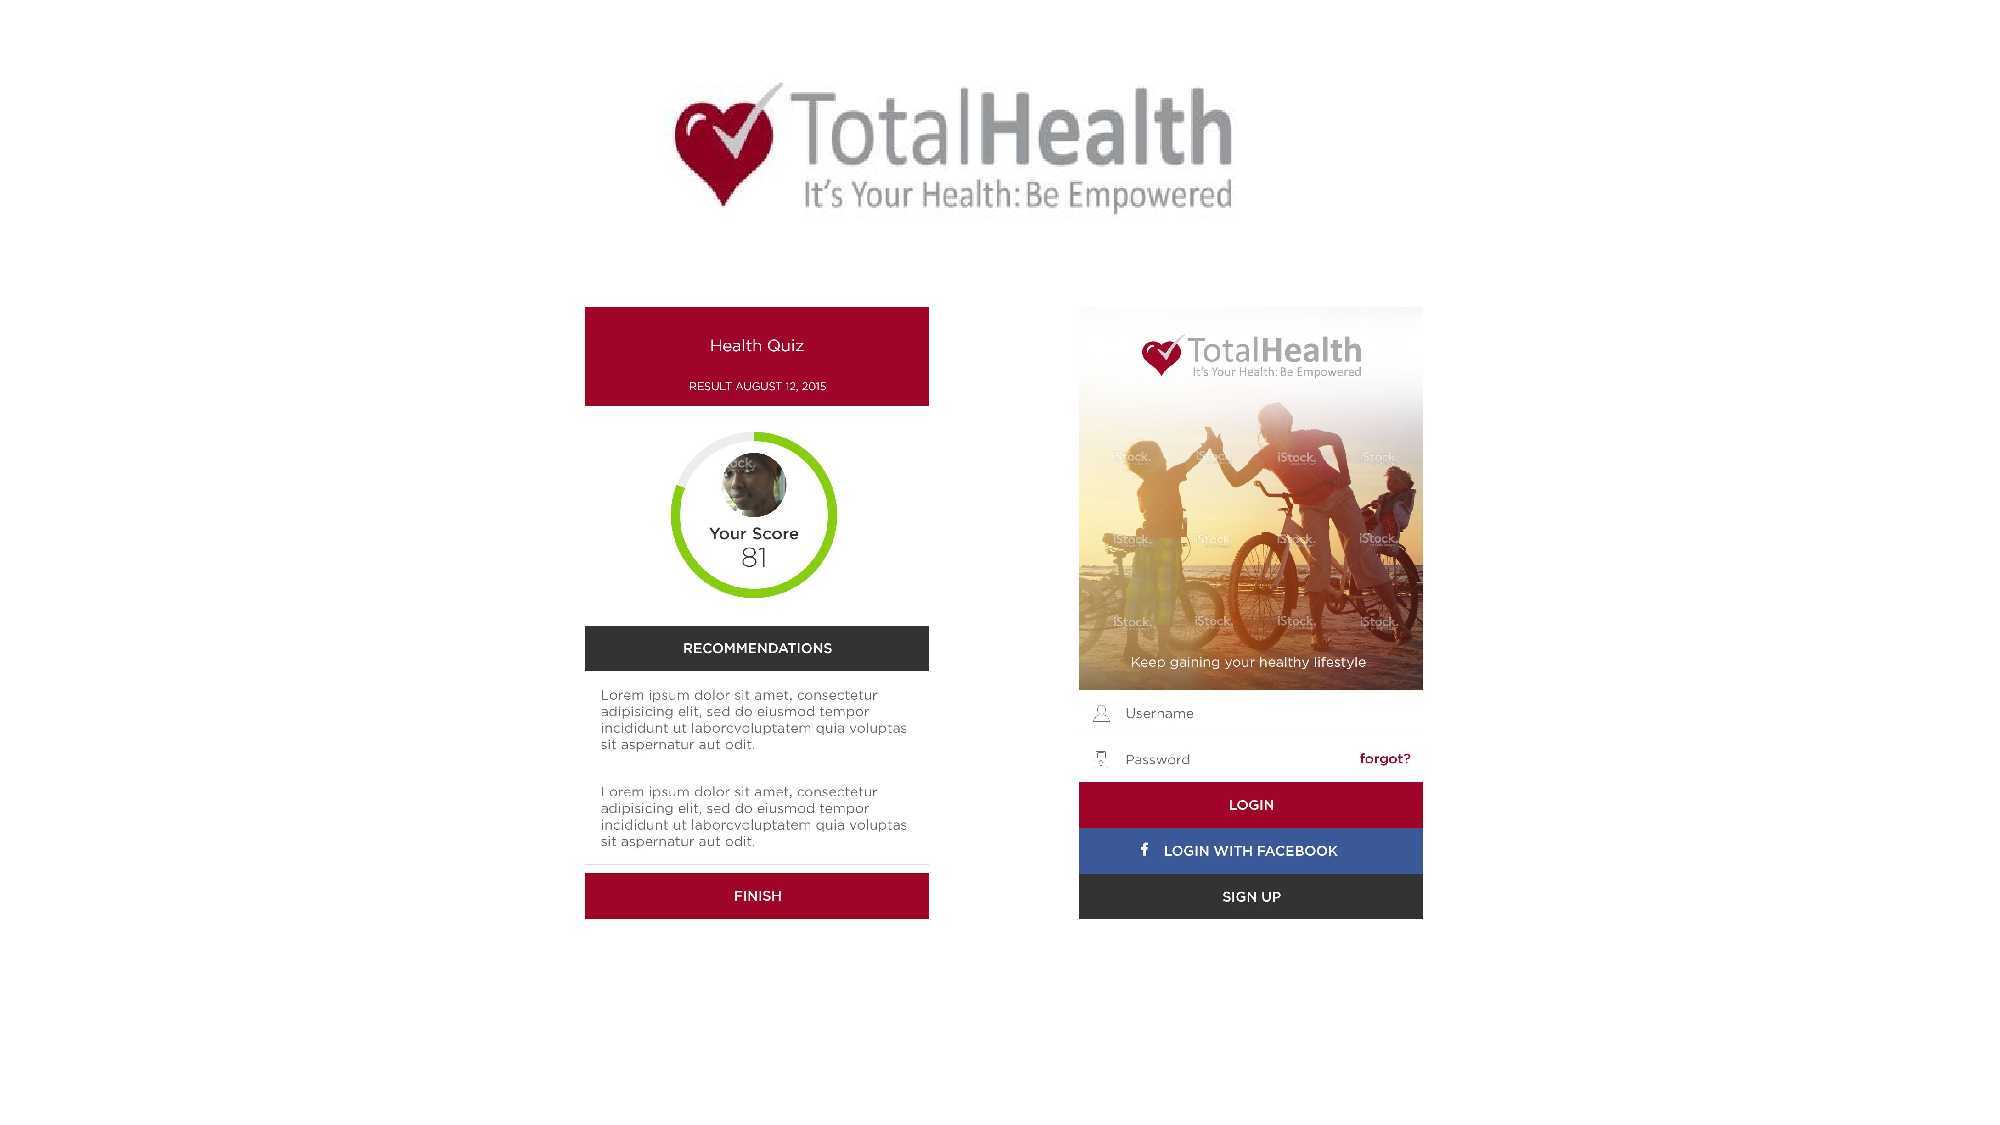 TotalHealth
It's Your Health: Be Empowered
Health Quiz
RESULT AUGUST 12, 2015
ock.
Your Score
81
RECOMMENDATIONS
Lorem ipsum dolor sit amet, consectetur
adipisicing elit, sed do eiusmod tempor
incididunt ut laborcvoluptatem quia voluptas
sit aspernatur aut odit.
Lorem ipsum dolor sit amet, consectetur
adipisicing elit, sed do eiusmod tempor
incididunt ut laborcvoluptatem quia voluptas
sit aspernatur aut odit.
FINISH
TotalHealth
It's Your Health: Be Empowered
iStock. iStock. iStock. iStock.
iStock. iStock. iStock. iStock.
iStock. iStock. iStock. iStock.
Keep gaining your healthy lifestyle
Username
Password forgot?
LOGIN
f LOGIN WITH FACEBOOK
SIGN UP